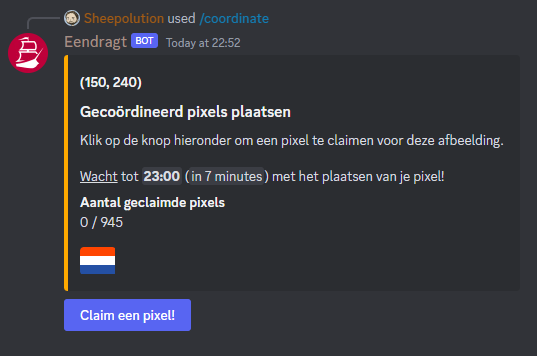 Sheepolution used /coordinate
Eendragt BOT Today at 22:52
(150, 240)
Gecoördineerd pixels plaatsen
Klik op de knop hieronder om een pixel te claimen voor deze afbeelding.
Wacht tot 23:00 (in 7 minutes) met het plaatsen van je pixel!
Aantal geclaimde pixels
0 / 945
Claim een pixel!